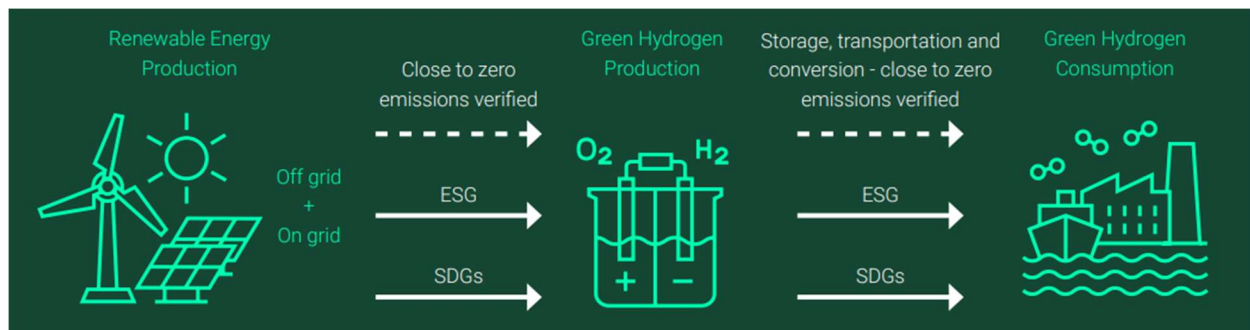 Renewable Energy
Production
Close to zero
emissions verified
Green Hydrogen
Production
Storage, transportation and
conversion - close to zero
emissions verified
Green Hydrogen
Consumption
Off grid
+
On grid
ESG
SDGs
O₂
H₂
+
−
ESG
SDGs